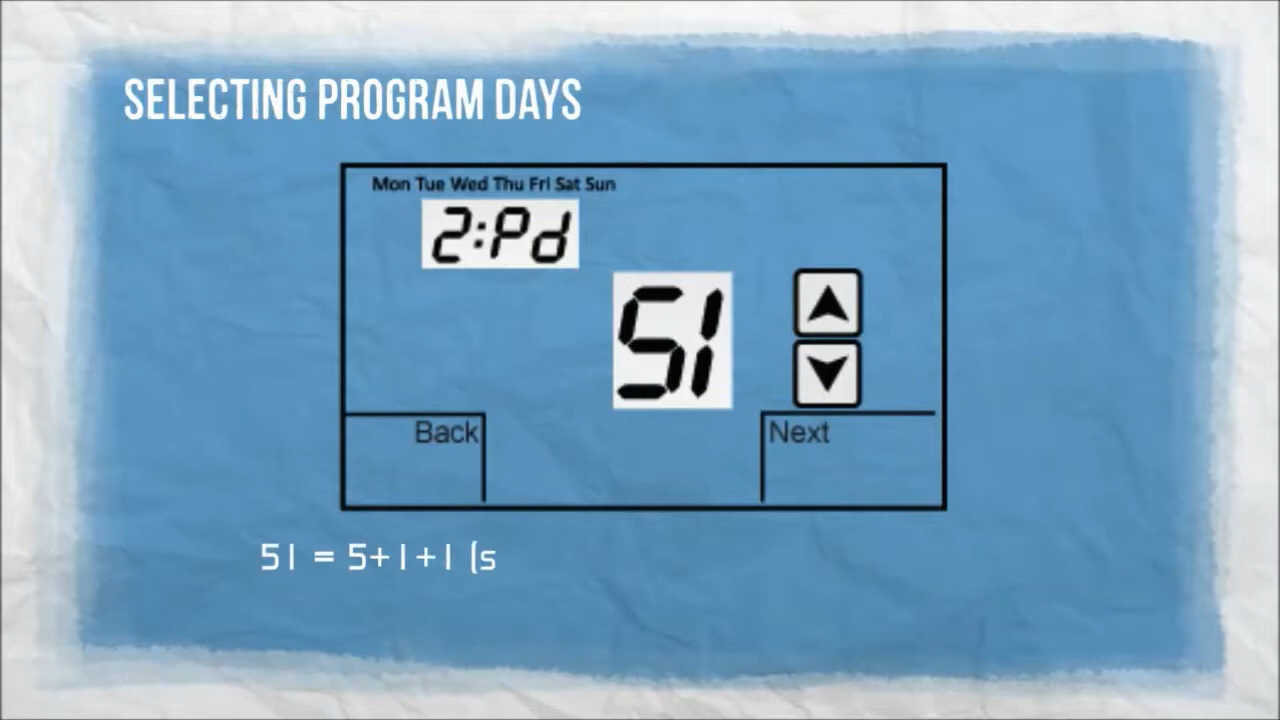 SELECTING PROGRAM DAYS
Mon Tue Wed Thu Fri Sat Sun
2:Pd
51
Back
Next
51 = 5+1+1 (s